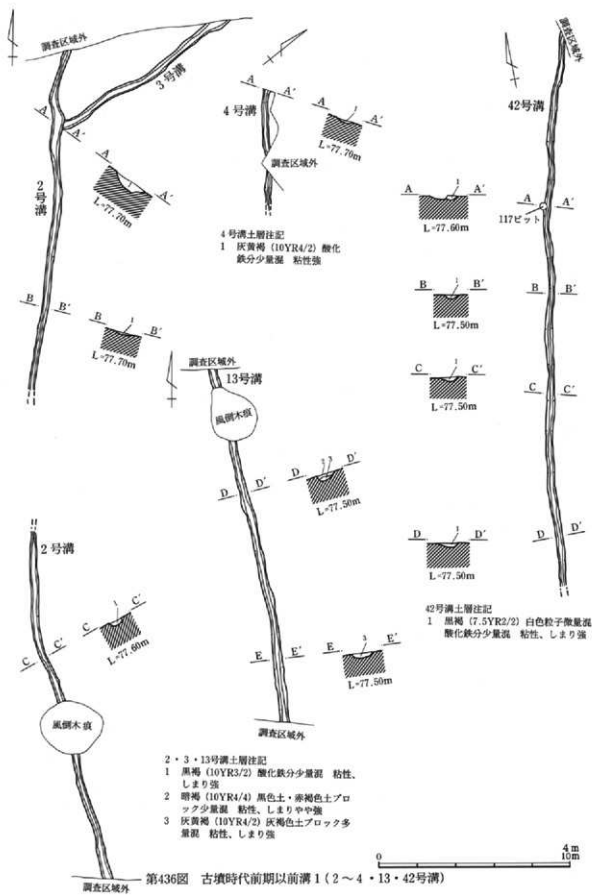 調査区域外
3号溝
A
A′
2号溝
A
1
A′
L=77.70m
B
B′
B
1
B′
L=77.70m
4号溝
A
A′
調査区域外
A
1
A′
L=77.70m
4号溝土層注記
1 灰黄褐(10YR4/2)酸化
鉄分少量混 粘性強
調査区域外
42号溝
A
A′
117ピット
B
B′
C
C′
D
D′
A
1
A′
L=77.60m
B
1
B′
L=77.50m
C
1
C′
L=77.50m
D
1
D′
L=77.50m
42号溝土層注記
1 黒褐(7.5YR2/2)白色粒子微量混
酸化鉄分少量混 粘性、しまり強
調査区域外
13号溝
風倒木痕
D
D′
D
2 3
D′
L=77.50m
E
E′
E
3
E′
L=77.50m
調査区域外
2号溝
C
C′
C
1
C′
L=77.60m
風倒木痕
調査区域外
2・3・13号溝土層注記
1 黒褐(10YR3/2)酸化鉄分少量混 粘性、
しまり強
2 暗褐(10YR4/4)黒色土・赤褐色土ブロ
ック少量混 粘性、しまりやや強
3 灰黄褐(10YR4/2)灰褐色土ブロック多
量混 粘性、しまり強
0
4m
10m
第436図 古墳時代前期以前溝1(2~4・13・42号溝)